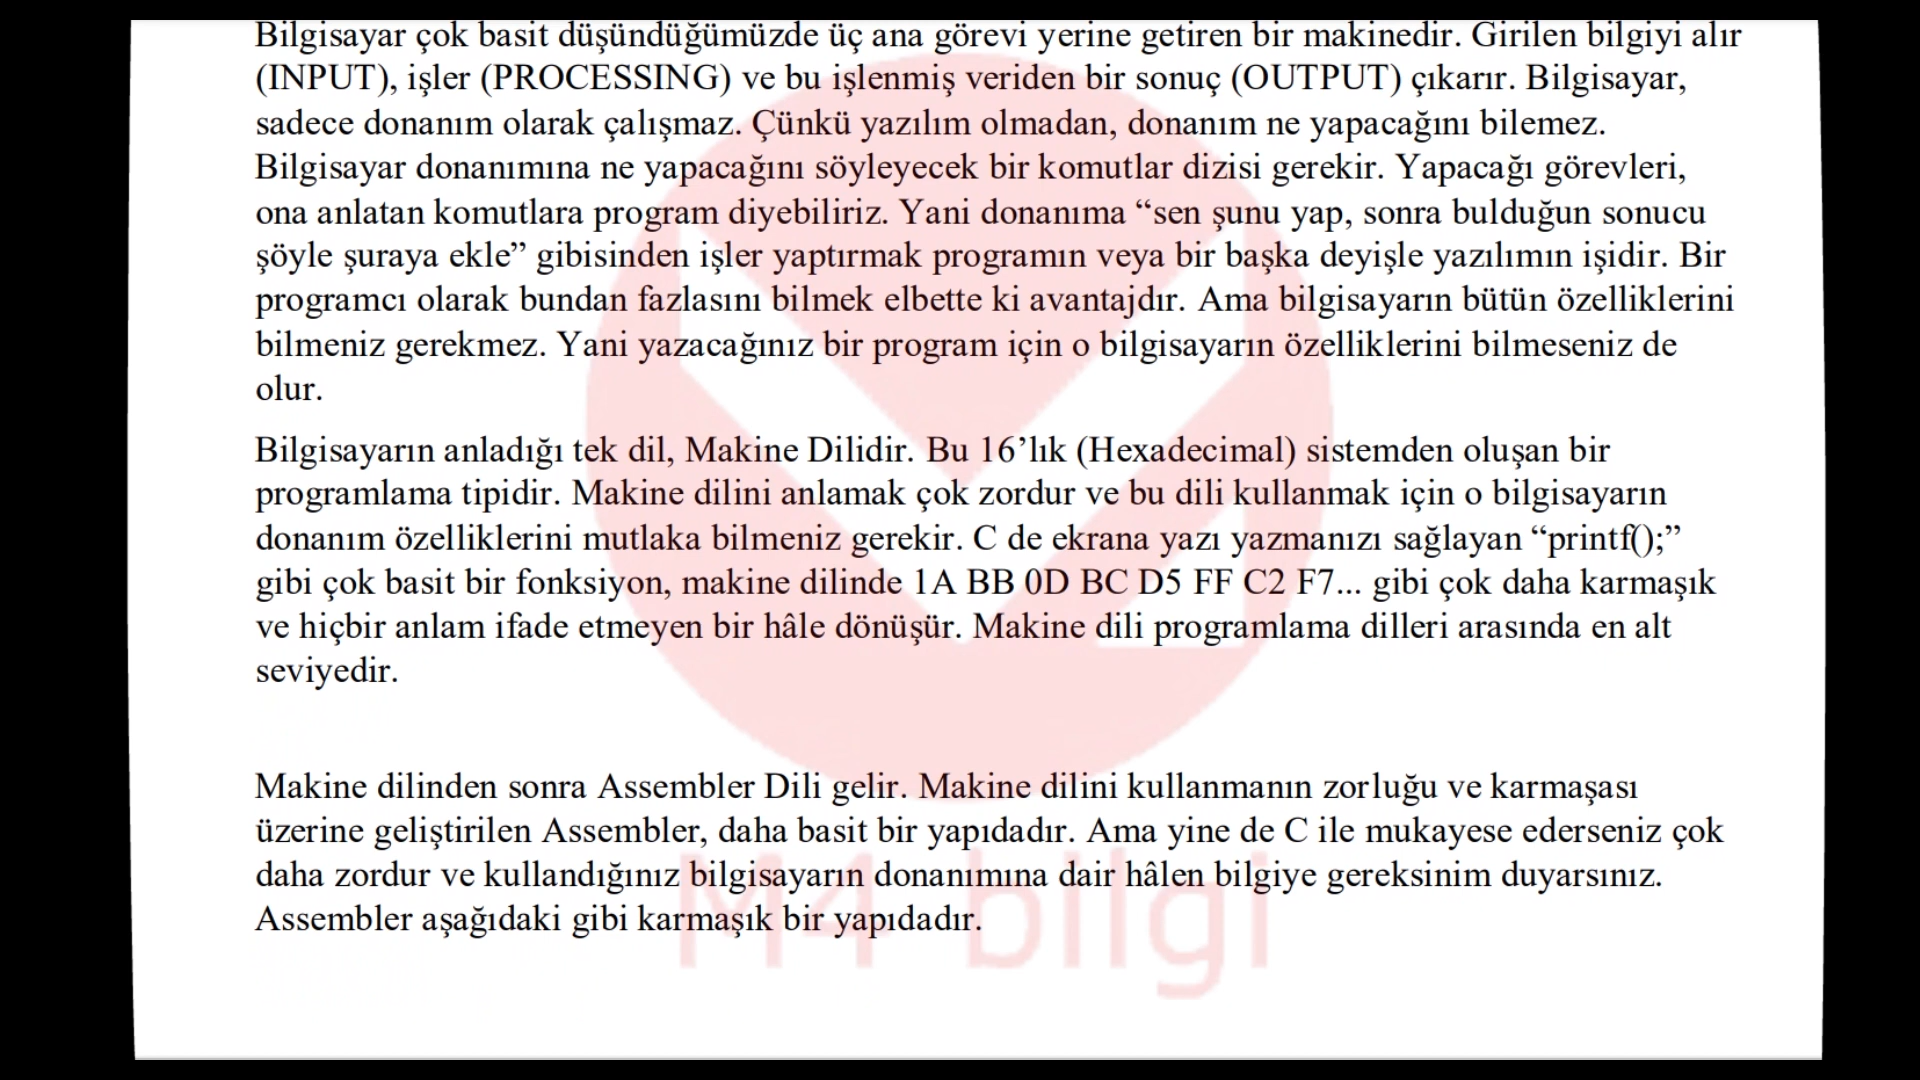 Bilgisayar çok basit düşündüğümüzde üç ana görevi yerine getiren bir makinedir. Girilen bilgiyi alır
(INPUT), işler (PROCESSING) ve bu işlenmiş veriden bir sonuç (OUTPUT) çıkarır. Bilgisayar,
sadece donanım olarak çalışmaz. Çünkü yazılım olmadan, donanım ne yapacağını bilemez.
Bilgisayar donanımına ne yapacağını söyleyecek bir komutlar dizisi gerekir. Yapacağı görevleri,
ona anlatan komutlara program diyebiliriz. Yani donanıma “sen şunu yap, sonra bulduğun sonucu
şöyle şuraya ekle” gibisinden işler yaptırmak programın veya bir başka deyişle yazılımın işidir. Bir
programcı olarak bundan fazlasını bilmek elbette ki avantajdır. Ama bilgisayarın bütün özelliklerini
bilmeniz gerekmez. Yani yazacağınız bir program için o bilgisayarın özelliklerini bilmeseniz de
olur.
Bilgisayarın anladığı tek dil, Makine Dilidir. Bu 16’lık (Hexadecimal) sistemden oluşan bir
programlama tipidir. Makine dilini anlamak çok zordur ve bu dili kullanmak için o bilgisayarın
donanım özelliklerini mutlaka bilmeniz gerekir. C de ekrana yazı yazmanızı sağlayan “printf();”
gibi çok basit bir fonksiyon, makine dilinde 1A BB 0D BC D5 FF C2 F7... gibi çok daha karmaşık
ve hiçbir anlam ifade etmeyen bir hâle dönüşür. Makine dili programlama dilleri arasında en alt
seviyedir.
Makine dilinden sonra Assembler Dili gelir. Makine dilini kullanmanın zorluğu ve karmaşası
üzerine geliştirilen Assembler, daha basit bir yapıdadır. Ama yine de C ile mukayese ederseniz çok
daha zordur ve kullandığınız bilgisayarın donanımına dair hâlen bilgiye gereksinim duyarsınız.
Assembler aşağıdaki gibi karmaşık bir yapıdadır.
M4 bilgi